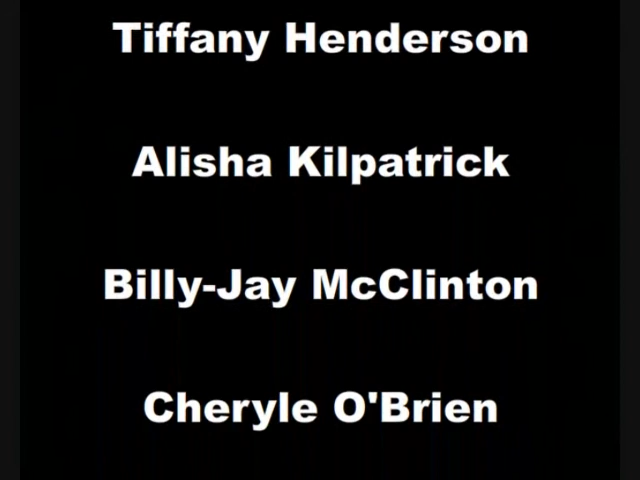 Tiffany Henderson
Alisha Kilpatrick
Billy-Jay McClinton
Cheryle O'Brien